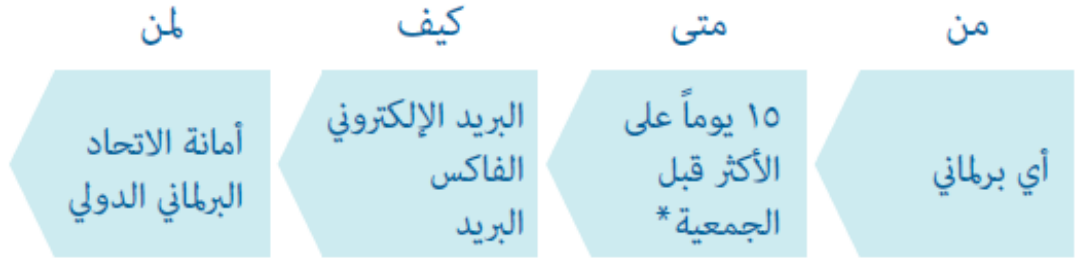 من
متى
كيف
لمن
أي برلماني
١٥ يوماً على
الأكثر قبل
الجمعية*
البريد الإلكتروني
الفاكس
البريد
أمانة الاتحاد
البرلماني الدولي